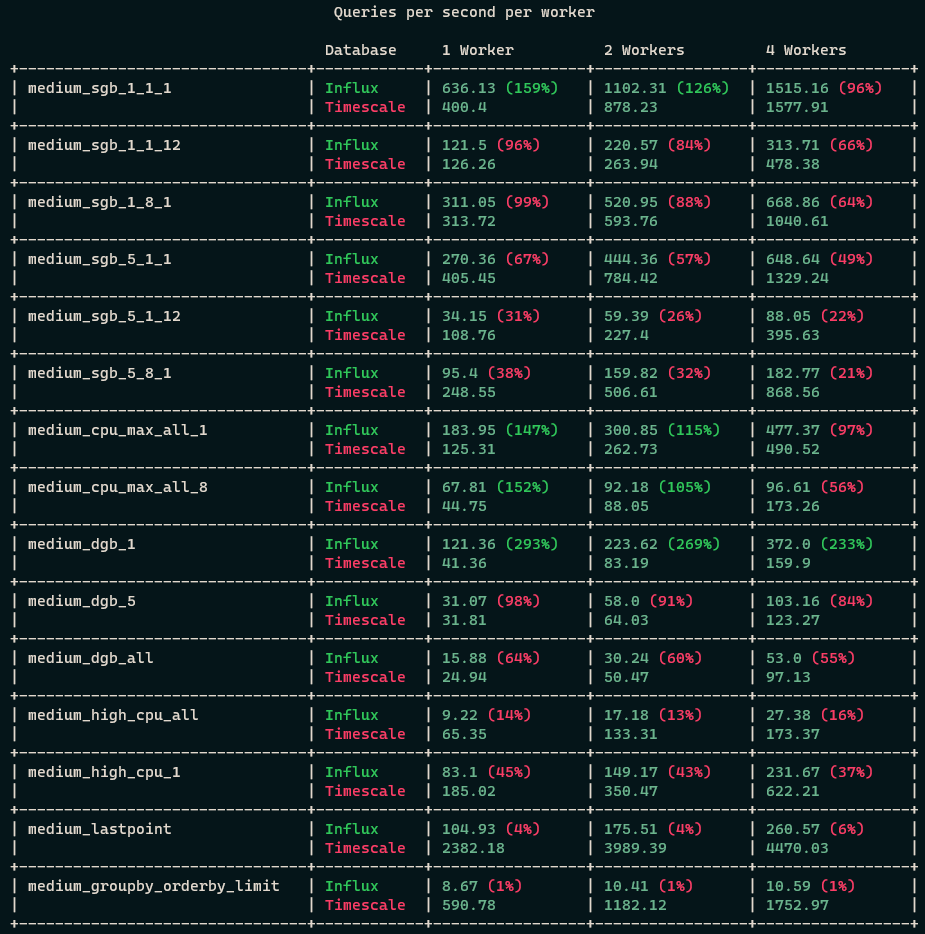 Queries per second per worker
Database 1 Worker 2 Workers 4 Workers
medium_sgb_1_1_1 Influx 636.13 (159%) 1102.31 (126%) 1515.16 (96%)
Timescale 400.4 878.23 1577.91
medium_sgb_1_1_12 Influx 121.5 (96%) 220.57 (84%) 313.71 (66%)
Timescale 126.26 263.94 478.38
medium_sgb_1_8_1 Influx 311.05 (99%) 520.95 (88%) 668.86 (64%)
Timescale 313.72 593.76 1040.61
medium_sgb_5_1_1 Influx 270.36 (67%) 444.36 (57%) 648.64 (49%)
Timescale 405.45 784.42 1329.24
medium_sgb_5_1_12 Influx 34.15 (31%) 59.39 (26%) 88.05 (22%)
Timescale 108.76 227.4 395.63
medium_sgb_5_8_1 Influx 95.4 (38%) 159.82 (32%) 182.77 (21%)
Timescale 248.55 506.61 868.56
medium_cpu_max_all_1 Influx 183.95 (147%) 300.85 (115%) 477.37 (97%)
Timescale 125.31 262.73 490.52
medium_cpu_max_all_8 Influx 67.81 (152%) 92.18 (105%) 96.61 (56%)
Timescale 44.75 88.05 173.26
medium_dgb_1 Influx 121.36 (293%) 223.62 (269%) 372.0 (233%)
Timescale 41.36 83.19 159.9
medium_dgb_5 Influx 31.07 (98%) 58.0 (91%) 103.16 (84%)
Timescale 31.81 64.03 123.27
medium_dgb_all Influx 15.88 (64%) 30.24 (60%) 53.0 (55%)
Timescale 24.94 50.47 97.13
medium_high_cpu_all Influx 9.22 (14%) 17.18 (13%) 27.38 (16%)
Timescale 65.35 133.31 173.37
medium_high_cpu_1 Influx 83.1 (45%) 149.17 (43%) 231.67 (37%)
Timescale 185.02 350.47 622.21
medium_lastpoint Influx 104.93 (4%) 175.51 (4%) 260.57 (6%)
Timescale 2382.18 3989.39 4470.03
medium_groupby_orderby_limit Influx 8.67 (1%) 10.41 (1%) 10.59 (1%)
Timescale 590.78 1182.12 1752.97